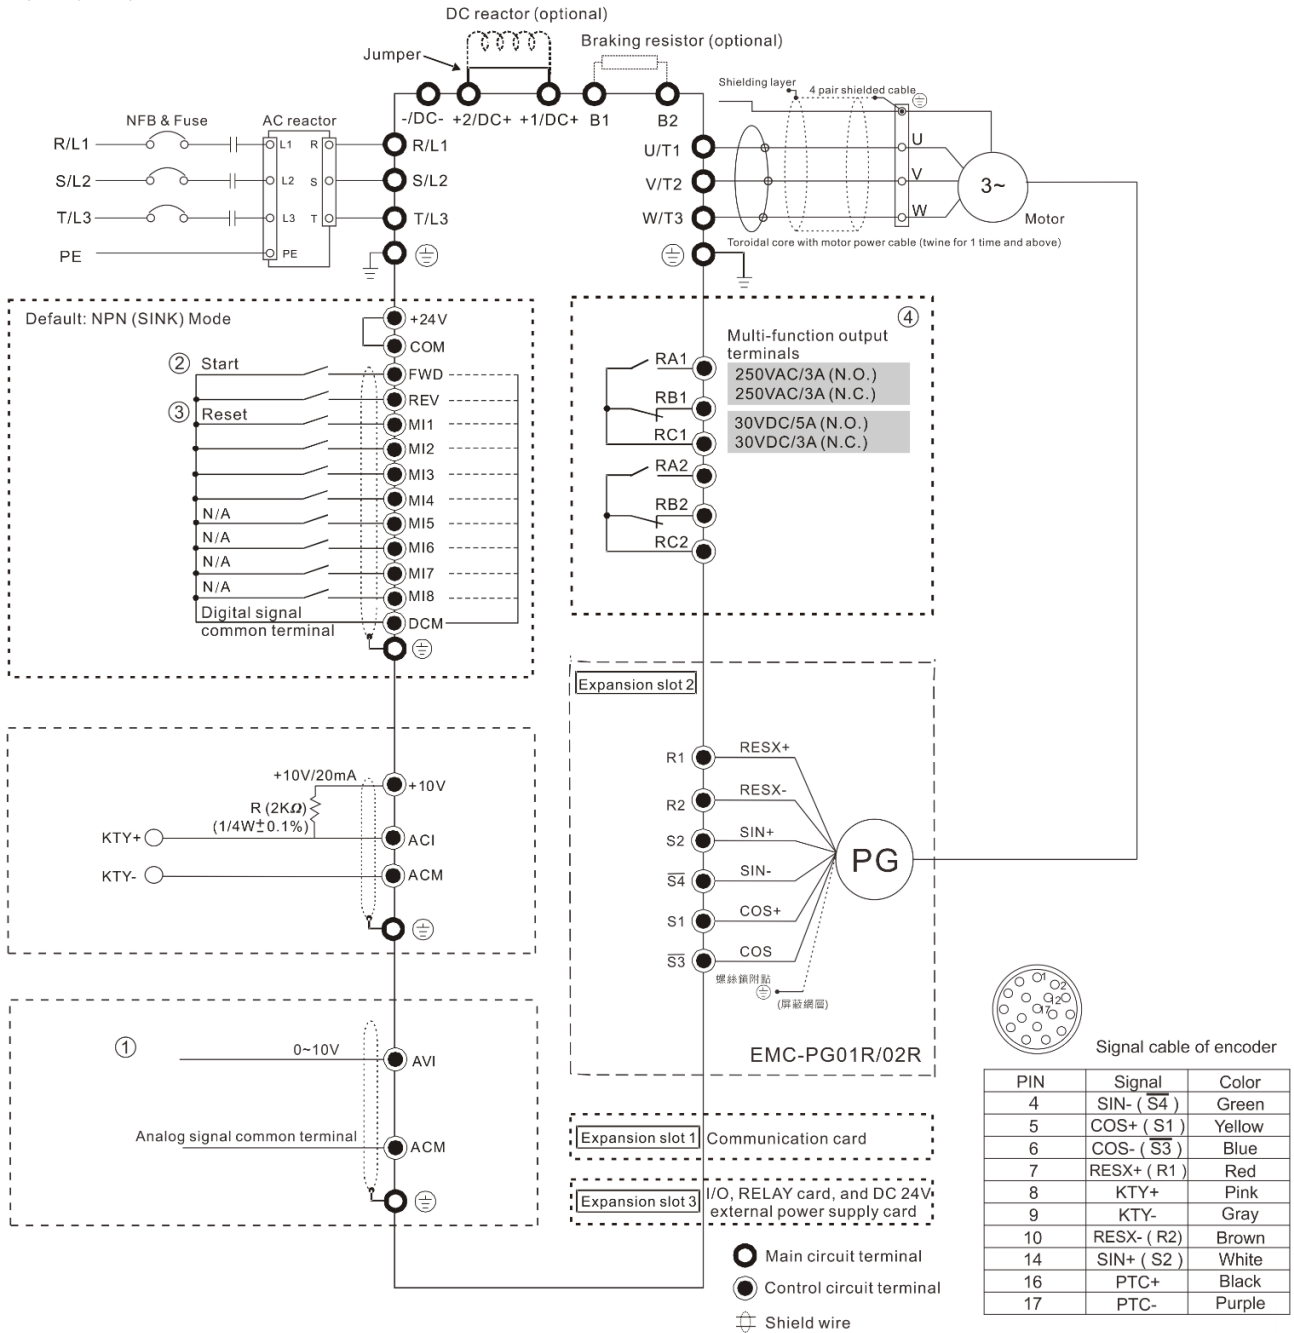 DC reactor (optional)
Jumper
Braking resistor (optional)
Shielding layer
4 pair shielded cable
-/DC- +2/DC+ +1/DC+ B1 B2
NFB & Fuse
AC reactor
R/L1
L1 R
R/L1
S/L2
L2 S
S/L2
T/L3
L3 T
T/L3
PE
PE
U/T1
U
V/T2
V
W/T3
W
3~
Motor
Toroidal core with motor power cable (twine for 1 time and above)
Default: NPN (SINK) Mode
+24V
COM
② Start
FWD
REV
③ Reset
MI1
MI2
MI3
MI4
N/A
MI5
N/A
MI6
N/A
MI7
N/A
MI8
Digital signal
common terminal
DCM
④
Multi-function output
terminals
250VAC/3A (N.O.)
250VAC/3A (N.C.)
30VDC/5A (N.O.)
30VDC/3A (N.C.)
RA1
RB1
RC1
RA2
RB2
RC2
+10V/20mA
+10V
R (2KΩ)
(1/4W±0.1%)
KTY+
ACI
KTY-
ACM
①
0~10V
AVI
Analog signal common terminal
ACM
Expansion slot 2
R1 RESX+
R2 RESX-
S2 SIN+
S4 SIN-
S1 COS+
S3 COS
PG
螺絲鎖附點
(屏蔽網層)
EMC-PG01R/02R
Expansion slot 1 Communication card
Expansion slot 3 I/O, RELAY card, and DC 24V
external power supply card
Main circuit terminal
Control circuit terminal
Shield wire
1
2
12
17
Signal cable of encoder
PIN Signal Color
4 SIN- ( S4 ) Green
5 COS+ ( S1 ) Yellow
6 COS- ( S3 ) Blue
7 RESX+ ( R1 ) Red
8 KTY+ Pink
9 KTY- Gray
10 RESX- ( R2) Brown
14 SIN+ ( S2 ) White
16 PTC+ Black
17 PTC- Purple